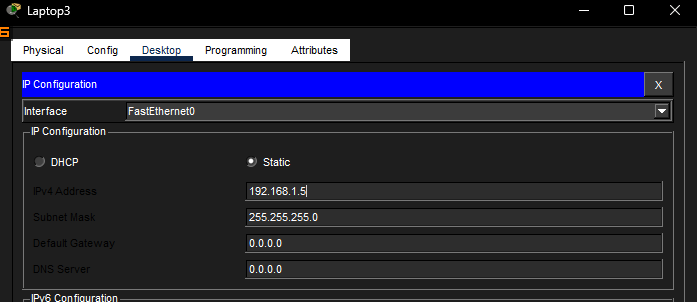 Laptop3
6
Physical Config Desktop Programming Attributes
IP Configuration X
Interface FastEthernet0
IP Configuration
DHCP Static
IPv4 Address 192.168.1.5
Subnet Mask 255.255.255.0
Default Gateway 0.0.0.0
DNS Server 0.0.0.0
IPv6 Configuration